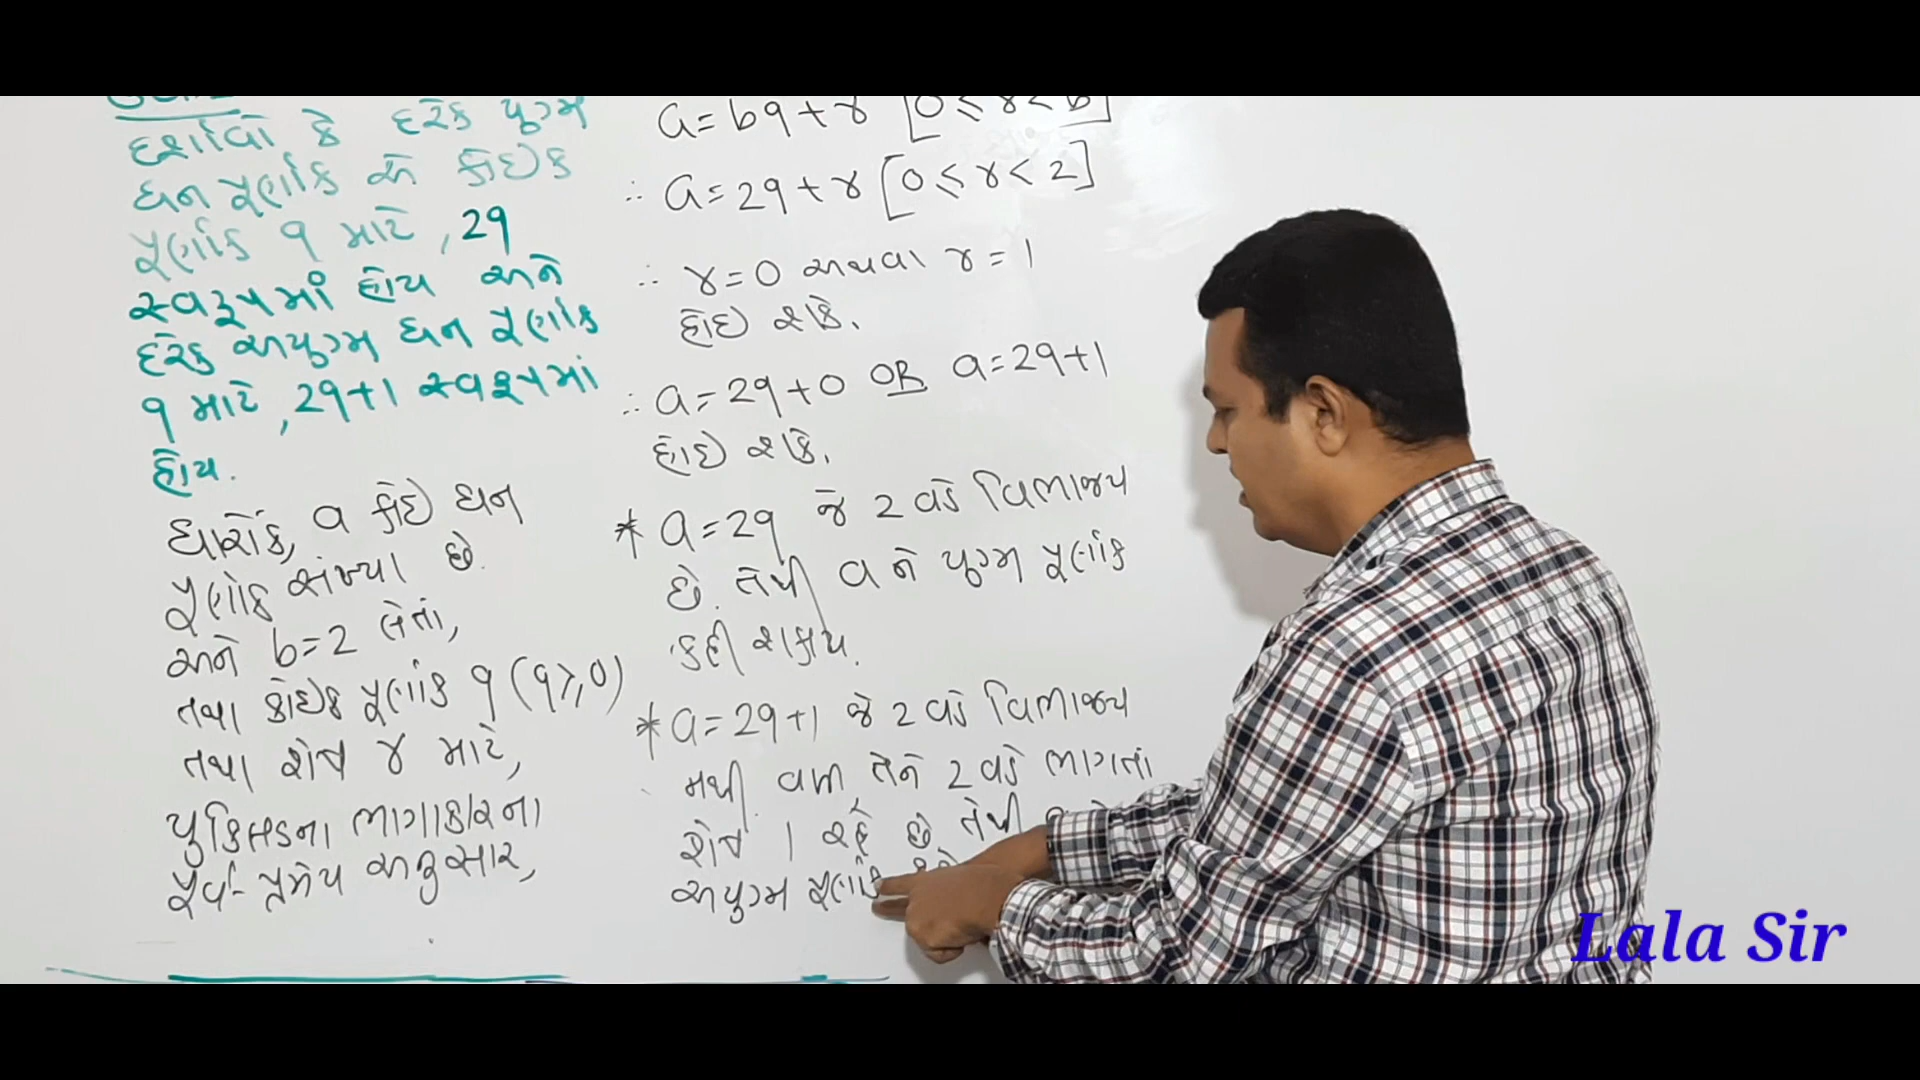 દર્શાવો કે દરેક યુગ્મ
ધન પૂર્ણાંક એ કોઇક
પૂર્ણાંક q માટે, 2q
સ્વરૂપમાં હોય અને
દરેક અયુગ્મ ધન પૂર્ણાંક
q માટે, 2q+1 સ્વરૂપમાં
હોય.
ધારોકે, a કોઇ ધન
પૂર્ણાંક સંખ્યા છે.
અને b=2 લેતાં,
તથા કોઇક પૂર્ણાંક q (q≥0)
તથા શેષ r માટે,
યુક્લિડના ભાગાકારના
પૂર્વ-પ્રમેય અનુસાર,
a = bq + r [0 ≤ r < b]
∴ a = 2q + r [0 ≤ r < 2]
∴ r = 0 અથવા r = 1
હોઇ શકે.
∴ a = 2q + 0 OR a = 2q+1
હોઇ શકે.
* a = 2q જે 2 વડે વિભાજ્ય
છે. તેથી a ને યુગ્મ પૂર્ણાંક
કહી શકાય.
* a = 2q+1 જે 2 વડે વિભાજ્ય
નથી. વળી તેને 2 વડે ભાગતાં
શેષ 1 રહે છે. તેથી
અયુગ્મ પૂર્ણાંક
Lala Sir